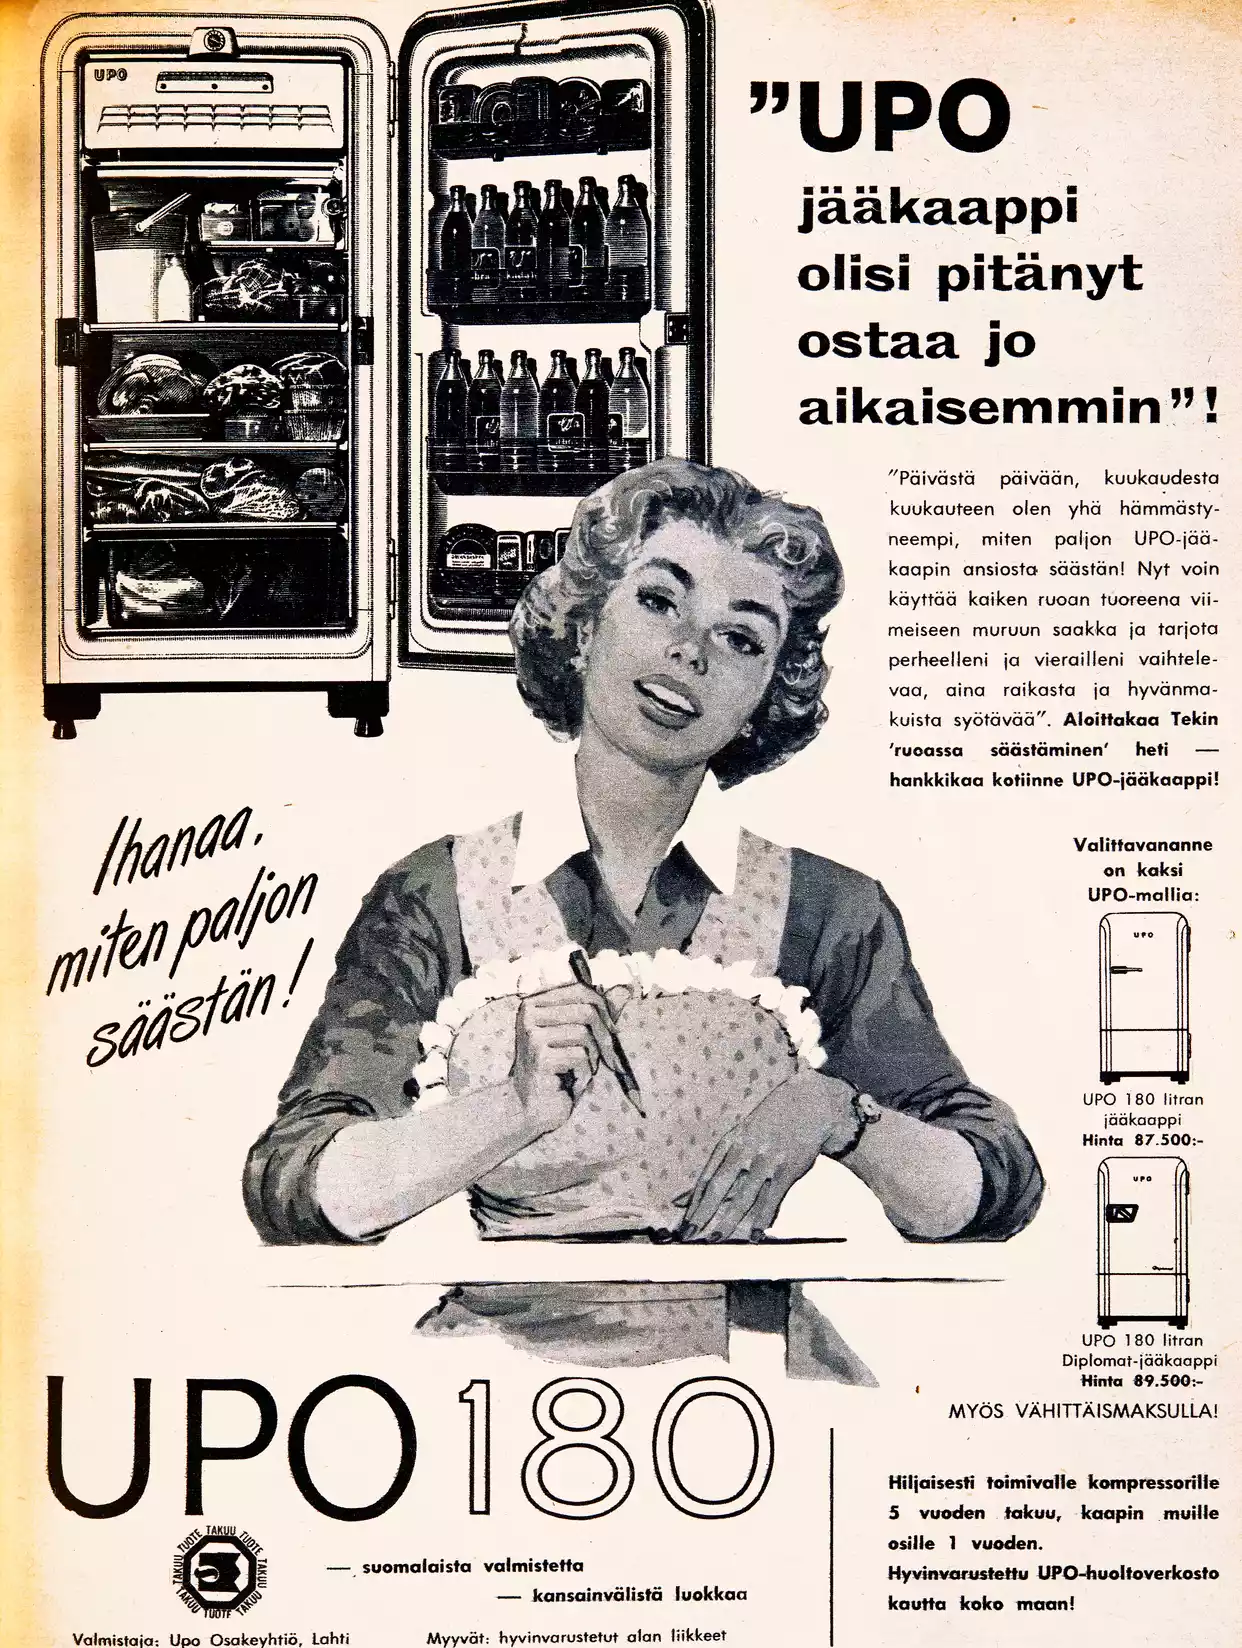 UPO
”UPO
jääkaappi
olisi pitänyt
ostaa jo
aikaisemmin”!
”Päivästä päivään, kuukaudesta
kuukauteen olen yhä hämmästy-
neempi, miten paljon UPO-jää-
kaapin ansiosta säästän! Nyt voin
käyttää kaiken ruoan tuoreena vii-
meiseen muruun saakka ja tarjota
perheelleni ja vierailleni vaihtele-
vaa, aina raikasta ja hyvänma-
kuista syötävää”. Aloittakaa Tekin
'ruoassa säästäminen' heti —
hankkikaa kotiinne UPO-jääkaappi!
Ihanaa,
miten paljon
säästän!
Valittavananne
on kaksi
UPO-mallia:
UPO
UPO 180 litran
jääkaappi
Hinta 87.500:-
UPO
UPO 180 litran
Diplomat-jääkaappi
Hinta 89.500:-
MYÖS VÄHITTÄISMAKSULLA!
UPO 180
TAKUU TUOTE TAKUU TUOTE TAKUU TUOTE TAKUU TUOTE
— suomalaista valmistetta
— kansainvälistä luokkaa
Valmistaja: Upo Osakeyhtiö, Lahti
Myyvät: hyvinvarustetut alan liikkeet
Hiljaisesti toimivalle kompressorille
5 vuoden takuu, kaapin muille
osille 1 vuoden.
Hyvinvarustettu UPO-huoltoverkosto
kautta koko maan!